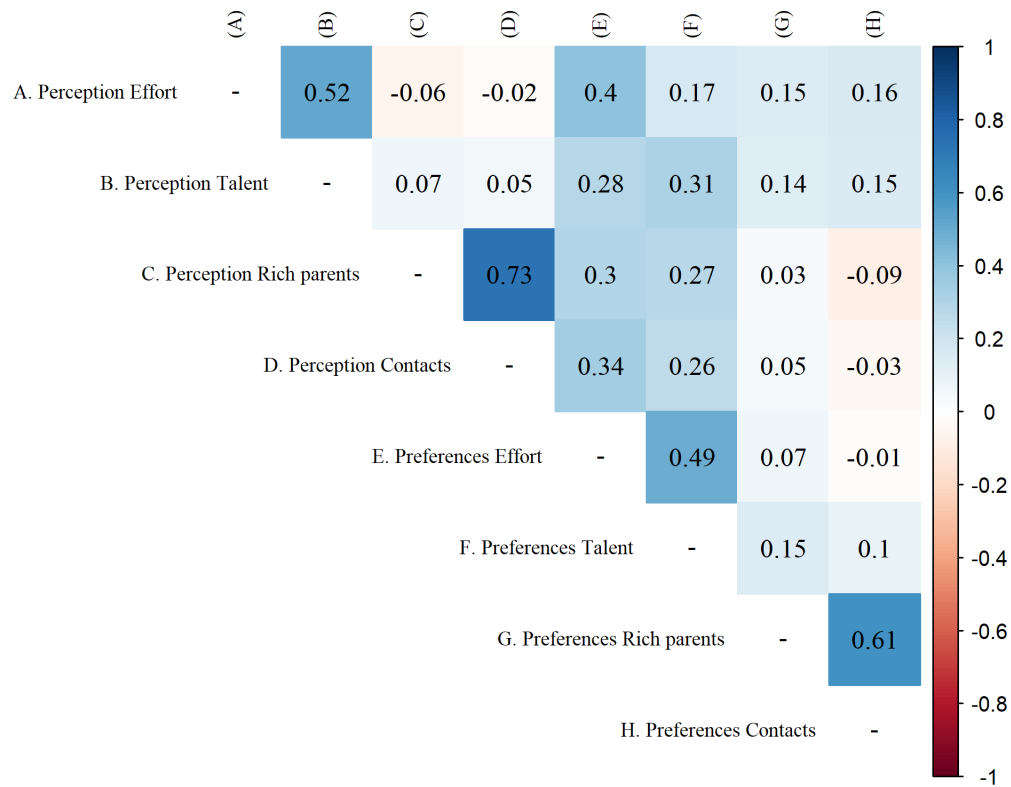 (A) (B) (C) (D) (E) (F) (G) (H)
1
A. Perception Effort - 0.52 -0.06 -0.02 0.4 0.17 0.15 0.16
0.8
B. Perception Talent - 0.07 0.05 0.28 0.31 0.14 0.15
0.6
C. Perception Rich parents - 0.73 0.3 0.27 0.03 -0.09
0.4
0.2
D. Perception Contacts - 0.34 0.26 0.05 -0.03
0
E. Preferences Effort - 0.49 0.07 -0.01
-0.2
-0.4
F. Preferences Talent - 0.15 0.1
-0.6
G. Preferences Rich parents - 0.61
-0.8
H. Preferences Contacts -
-1